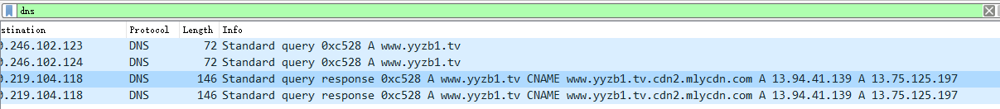 dns
stination Protocol Length Info
0.246.102.123 DNS 72 Standard query 0xc528 A www.yyzb1.tv
0.246.102.124 DNS 72 Standard query 0xc528 A www.yyzb1.tv
0.219.104.118 DNS 146 Standard query response 0xc528 A www.yyzb1.tv CNAME www.yyzb1.tv.cdn2.mlycdn.com A 13.94.41.139 A 13.75.125.197
0.219.104.118 DNS 146 Standard query response 0xc528 A www.yyzb1.tv CNAME www.yyzb1.tv.cdn2.mlycdn.com A 13.94.41.139 A 13.75.125.197